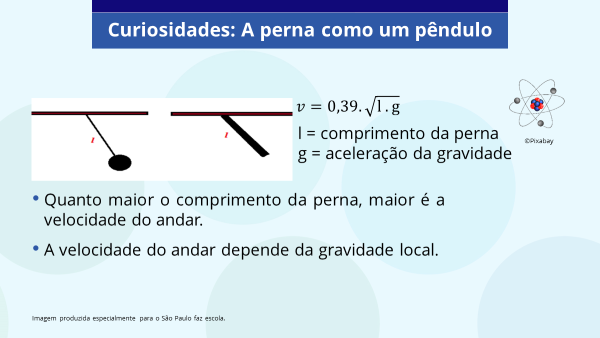 Curiosidades: A perna como um pêndulo
v = 0,39.√l . g
l
l
l = comprimento da perna
g = aceleração da gravidade
©Pixabay
• Quanto maior o comprimento da perna, maior é a
velocidade do andar.
• A velocidade do andar depende da gravidade local.
Imagem produzida especialmente para o São Paulo faz escola.